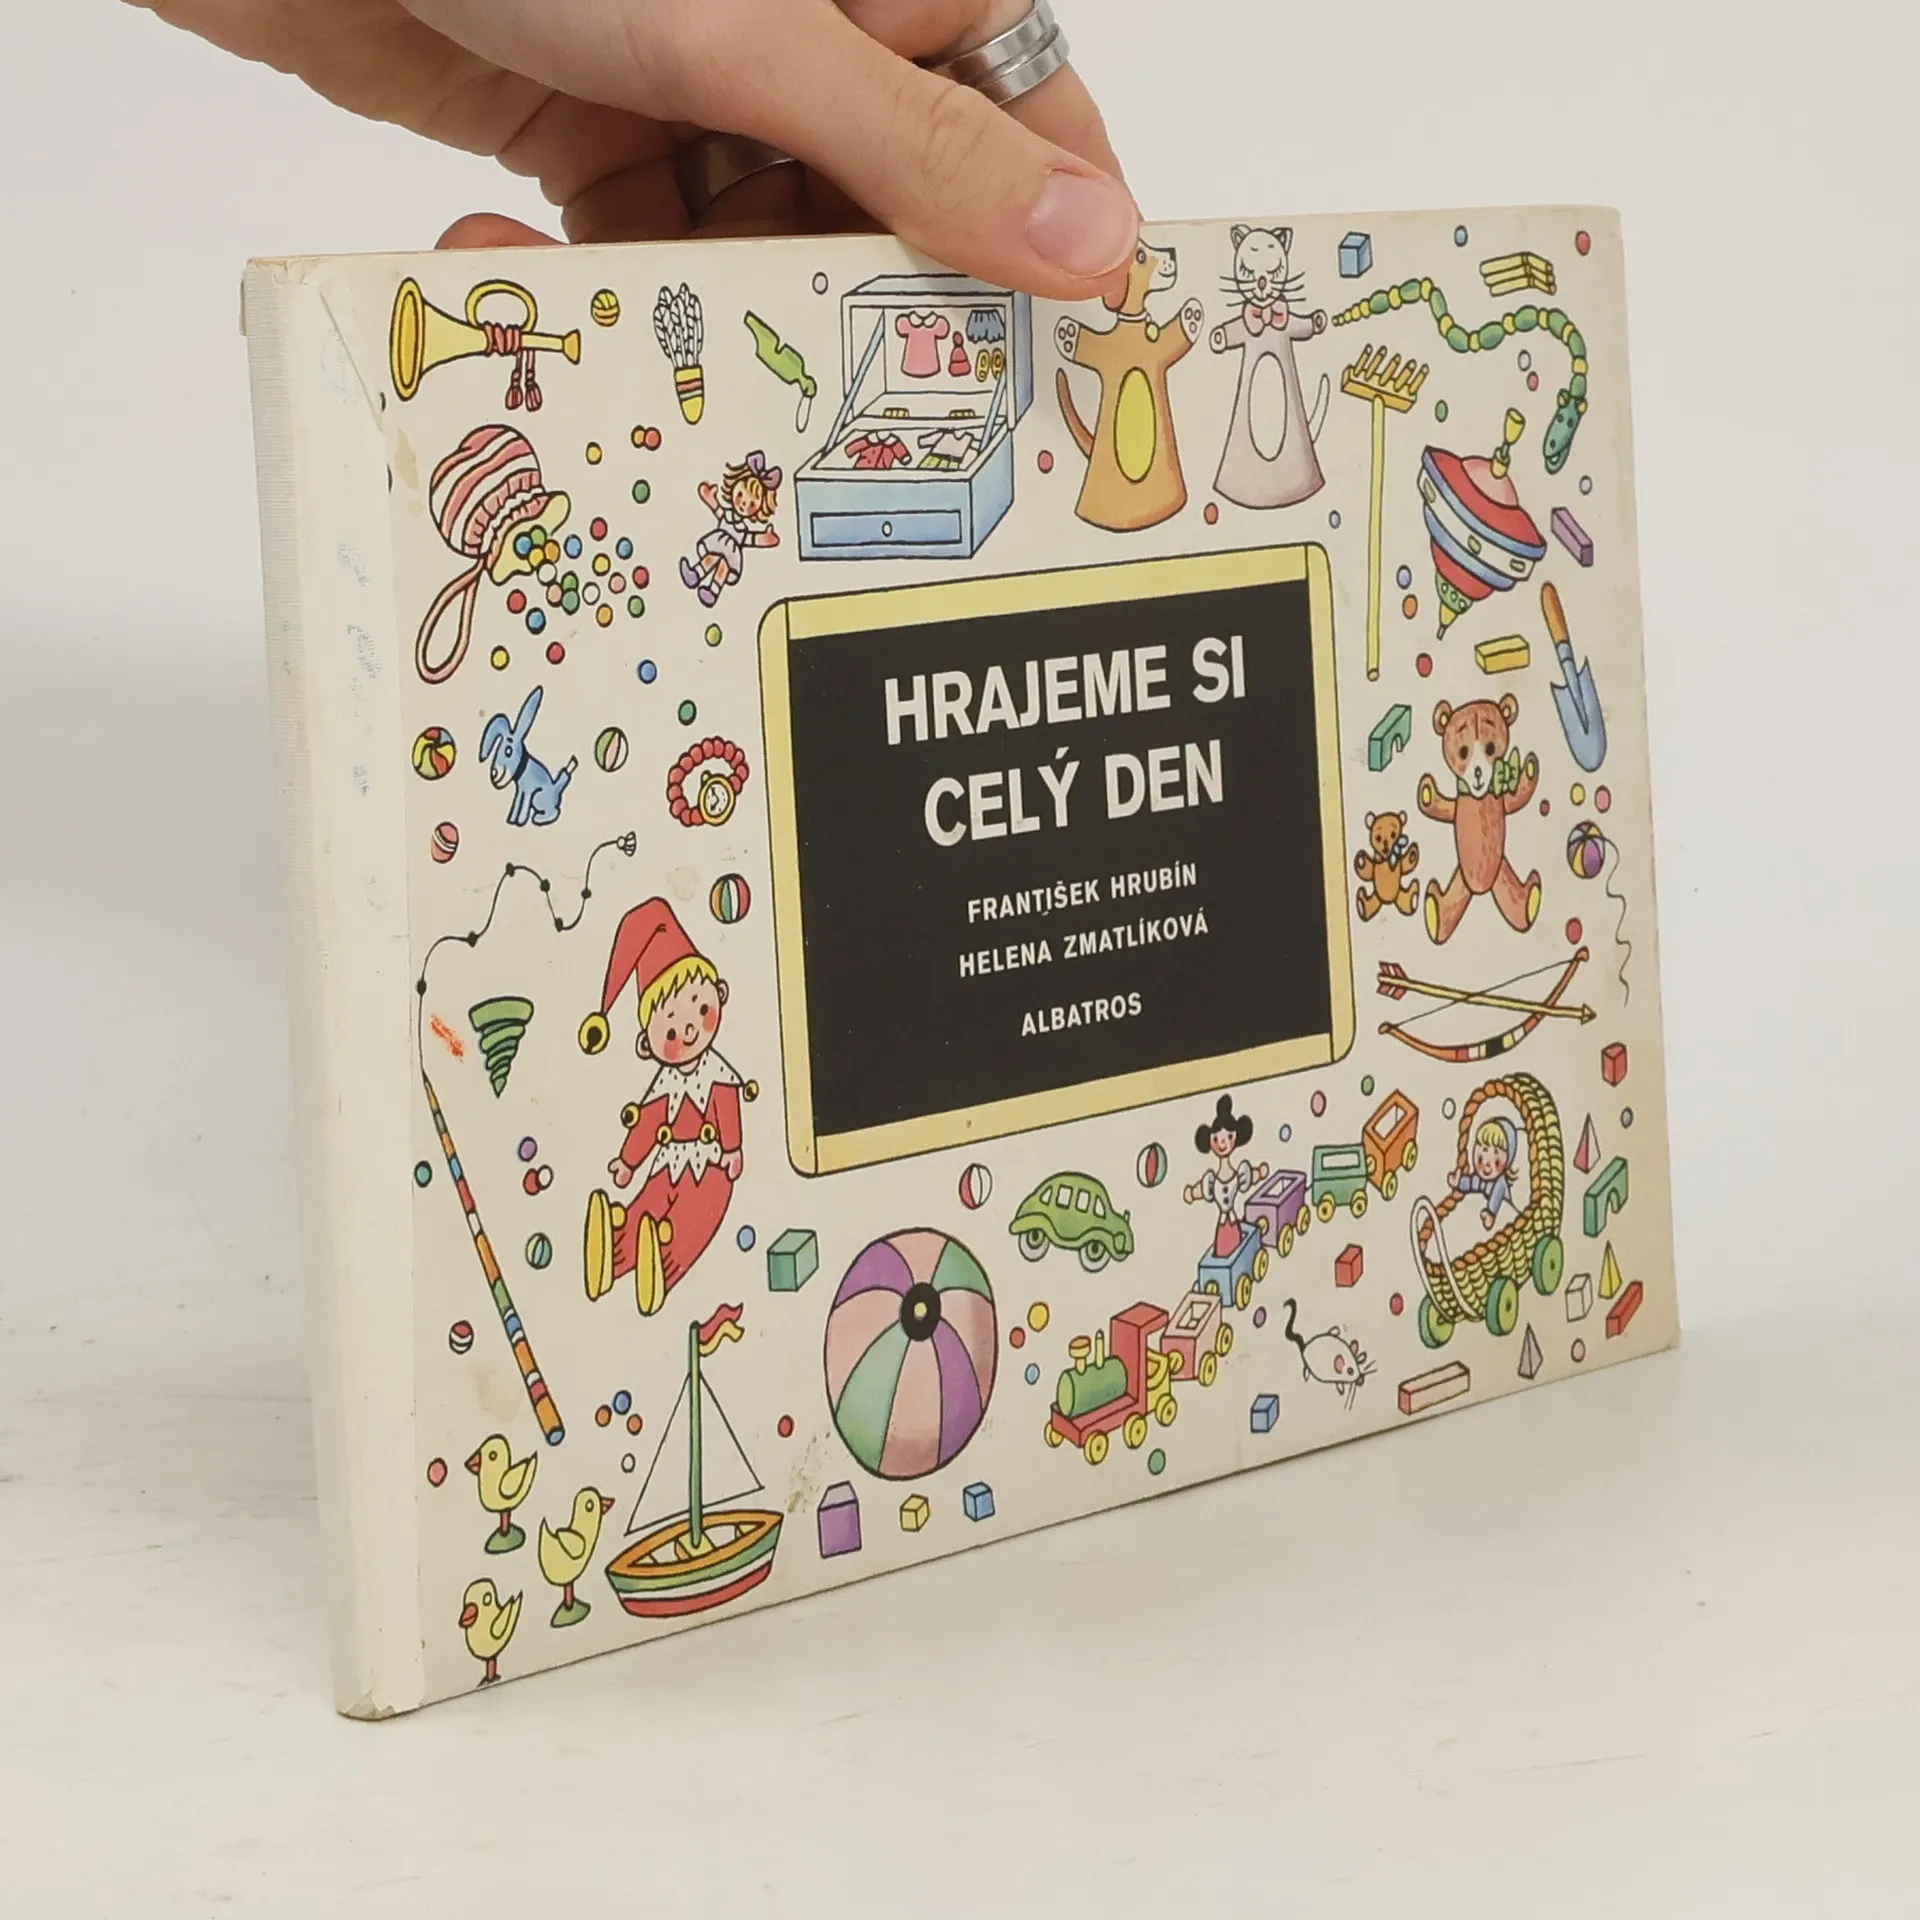 HRAJEME SI
CELÝ DEN
FRANTIŠEK HRUBÍN
HELENA ZMATLÍKOVÁ
ALBATROS